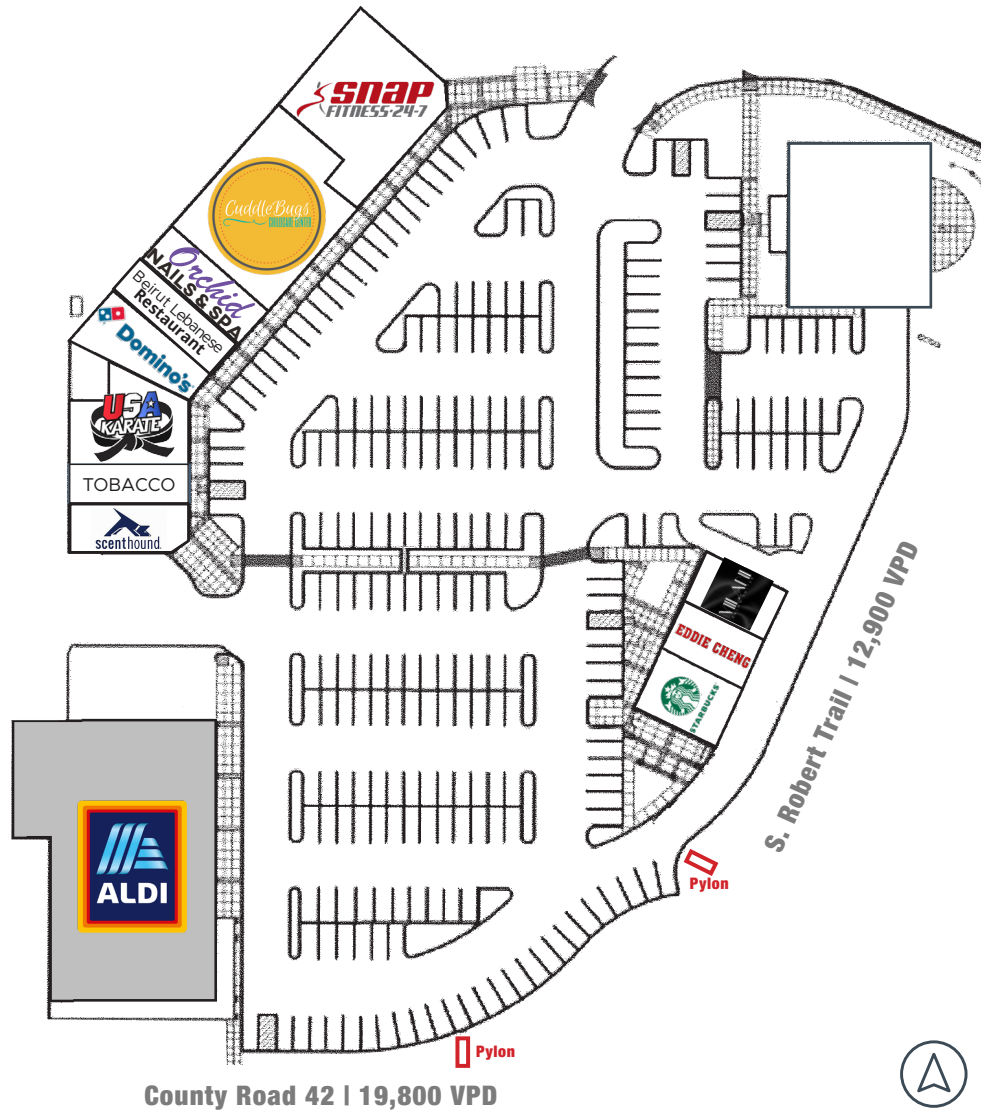 SNAP
FITNESS-24-7
CuddleBugs
Orchid
NAILS & SPA
Beirut Lebanese
Restaurant
Domino's
USA
KARATE
TOBACCO
scenthound
EDDIE CHENG
STARBUCKS
ALDI
S. Robert Trail | 12,900 VPD
Pylon
Pylon
County Road 42 | 19,800 VPD